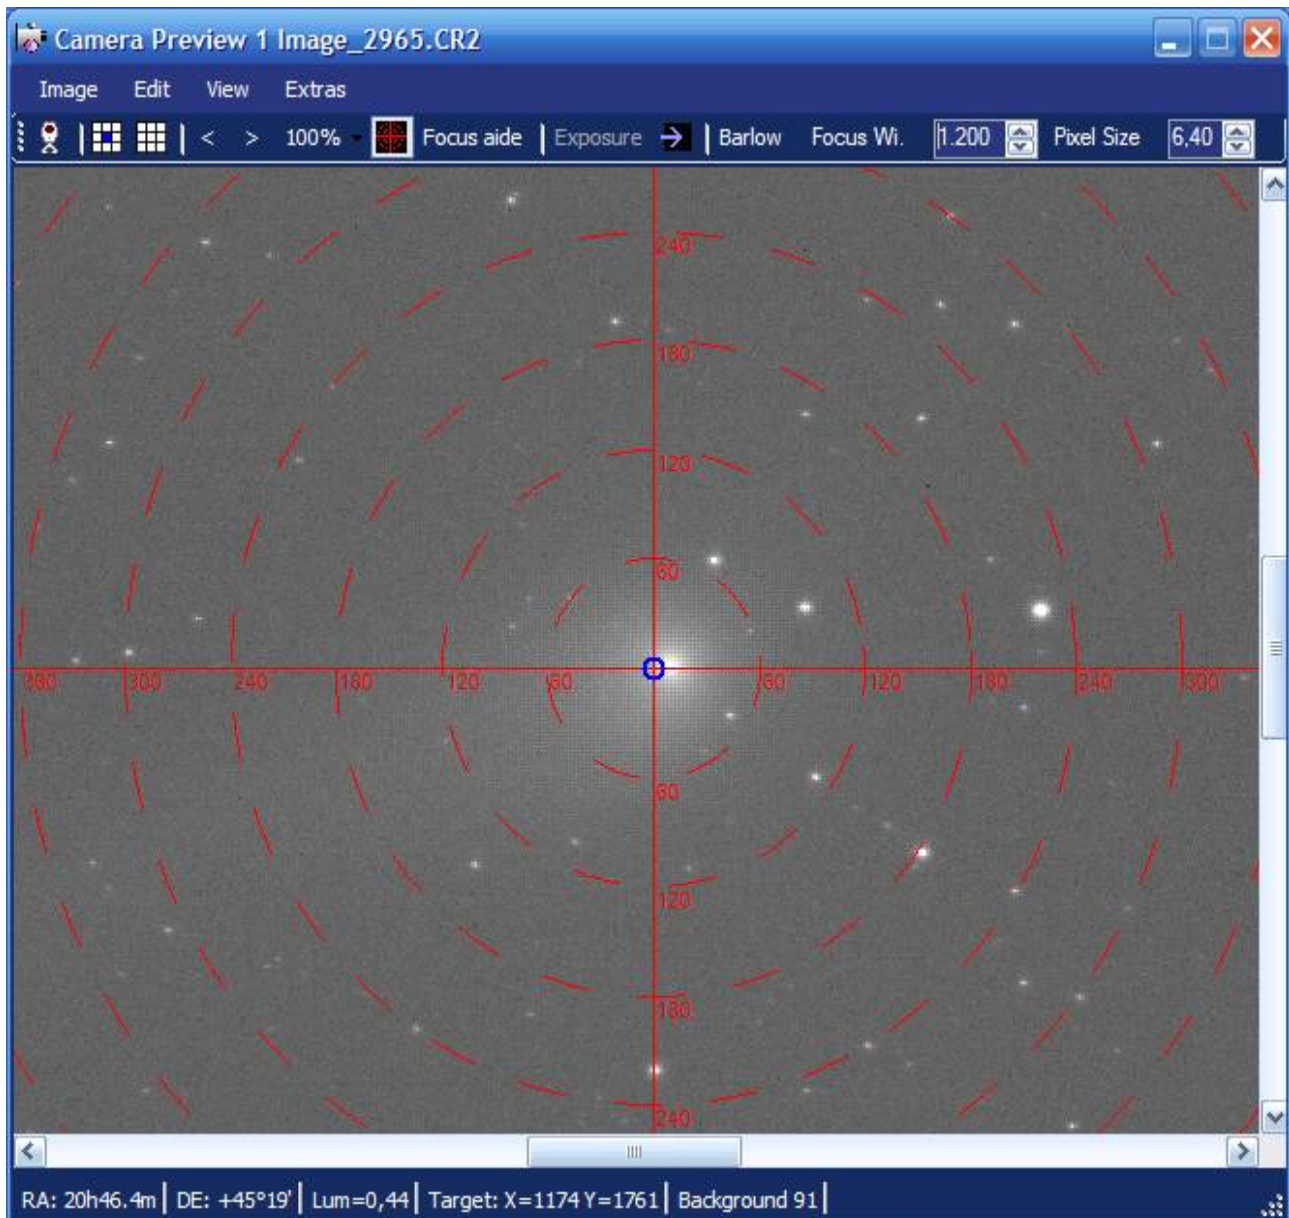 Camera Preview 1 Image_2965.CR2
Image Edit View Extras
< > 100% Focus aide Exposure Barlow Focus Wi. 1.200 Pixel Size 6,40
240
180
120
60
360 300 240 180 120 60 60 120 180 240 300
60
120
180
240
RA: 20h46.4m DE: +45°19' Lum=0,44 Target: X=1174 Y=1761 Background 91